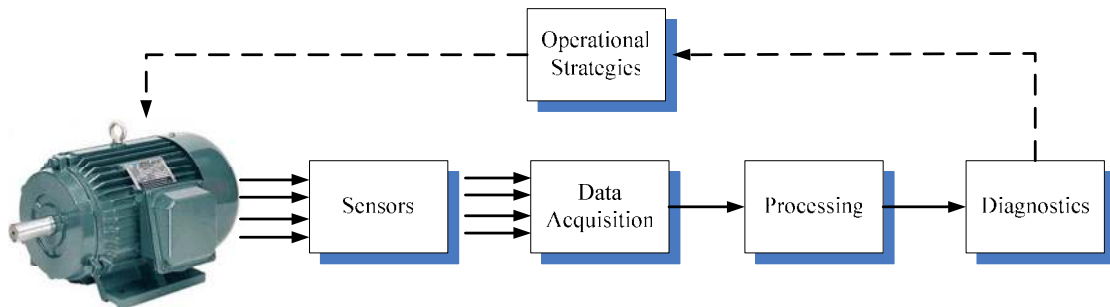 Operational
Strategies
Sensors
Data
Acquisition
Processing
Diagnostics